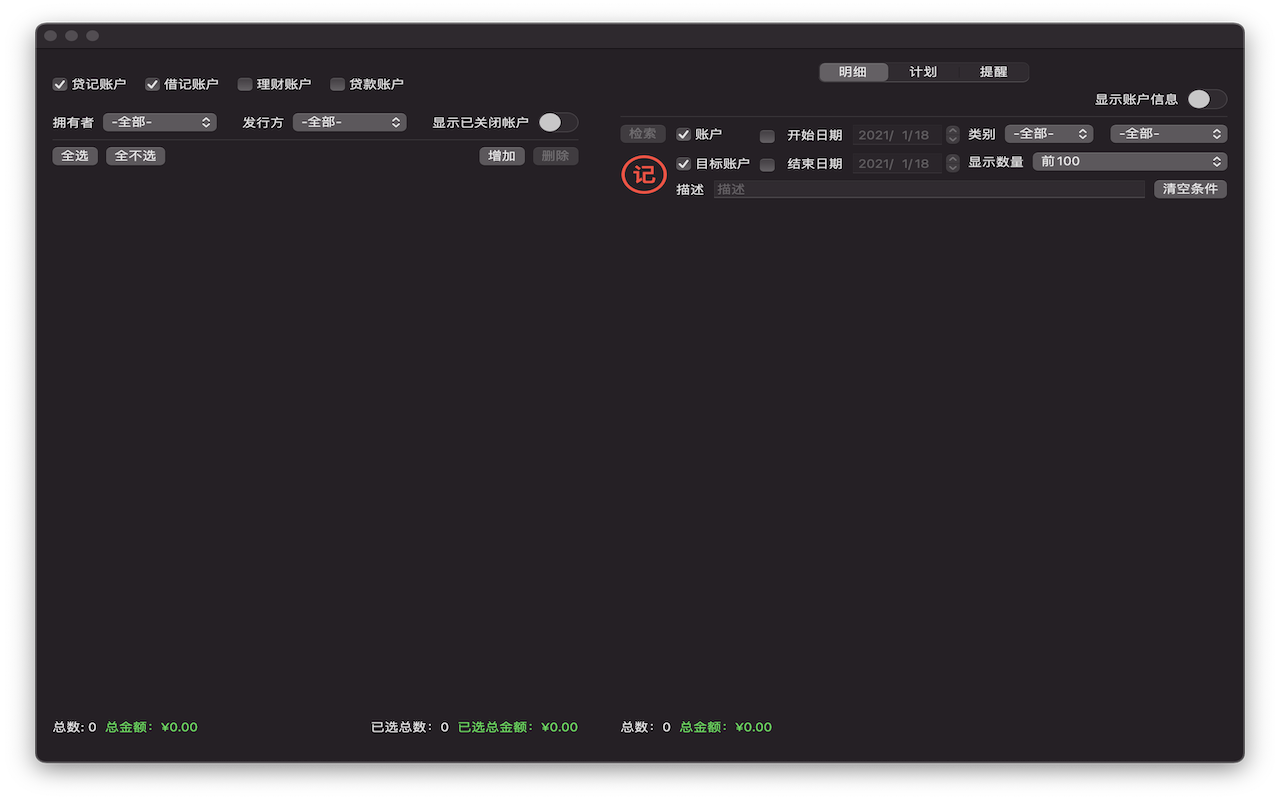 贷记账户 借记账户 理财账户 贷款账户
拥有者 -全部- 发行方 -全部- 显示已关闭帐户
全选 全不选 增加 删除
明细 计划 提醒
显示账户信息
检索 账户 开始日期 2021/ 1/18 类别 -全部- -全部-
记 目标账户 结束日期 2021/ 1/18 显示数量 前100
描述 描述 清空条件
总数: 0 总金额: ¥0.00 已选总数: 0 已选总金额: ¥0.00 总数: 0 总金额: ¥0.00